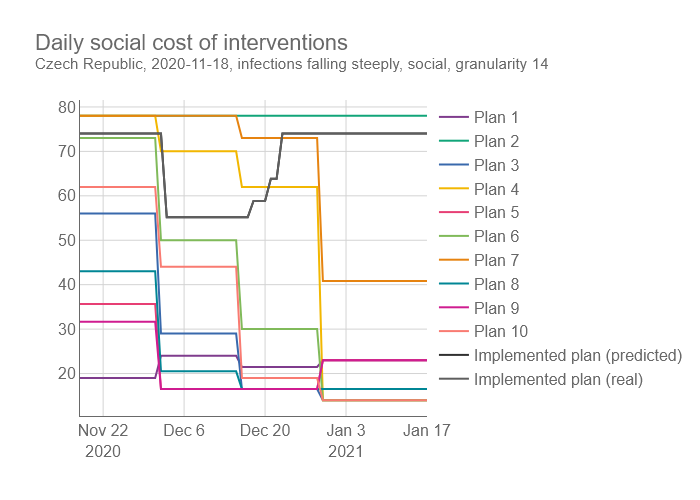 Daily social cost of interventions
Czech Republic, 2020-11-18, infections falling steeply, social, granularity 14
80
70
60
50
40
30
20
Nov 22
2020
Dec 6
Dec 20
Jan 3
2021
Jan 17
Plan 1
Plan 2
Plan 3
Plan 4
Plan 5
Plan 6
Plan 7
Plan 8
Plan 9
Plan 10
Implemented plan (predicted)
Implemented plan (real)